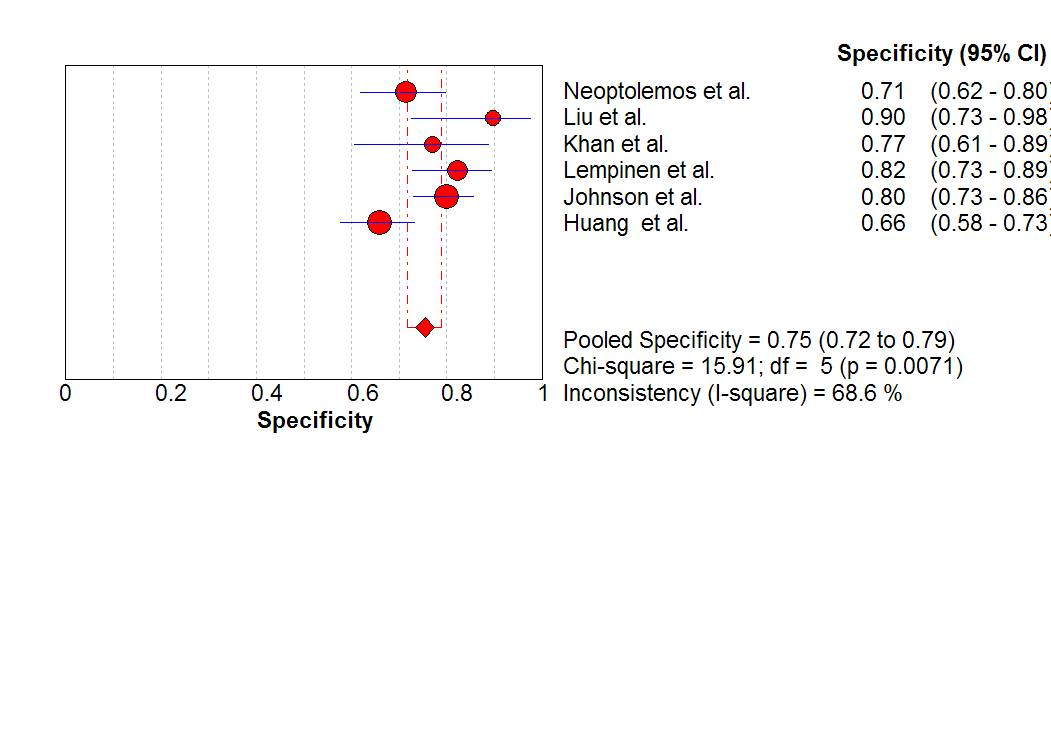 Specificity (95% CI)
Neoptolemos et al. 0.71 (0.62 - 0.80)
Liu et al. 0.90 (0.73 - 0.98)
Khan et al. 0.77 (0.61 - 0.89)
Lempinen et al. 0.82 (0.73 - 0.89)
Johnson et al. 0.80 (0.73 - 0.86)
Huang  et al. 0.66 (0.58 - 0.73)
Pooled Specificity = 0.75 (0.72 to 0.79)
Chi-square = 15.91; df =  5 (p = 0.0071)
Inconsistency (I-square) = 68.6 %
0 0.2 0.4 0.6 0.8 1
Specificity